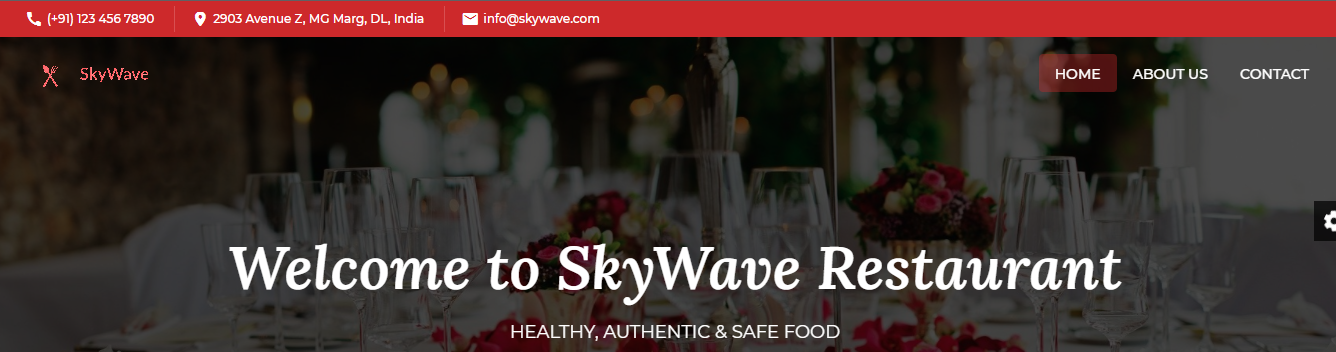 (+91) 123 456 7890 2903 Avenue Z, MG Marg, DL, India info@skywave.com
SkyWave HOME ABOUT US CONTACT
Welcome to SkyWave Restaurant
HEALTHY, AUTHENTIC & SAFE FOOD